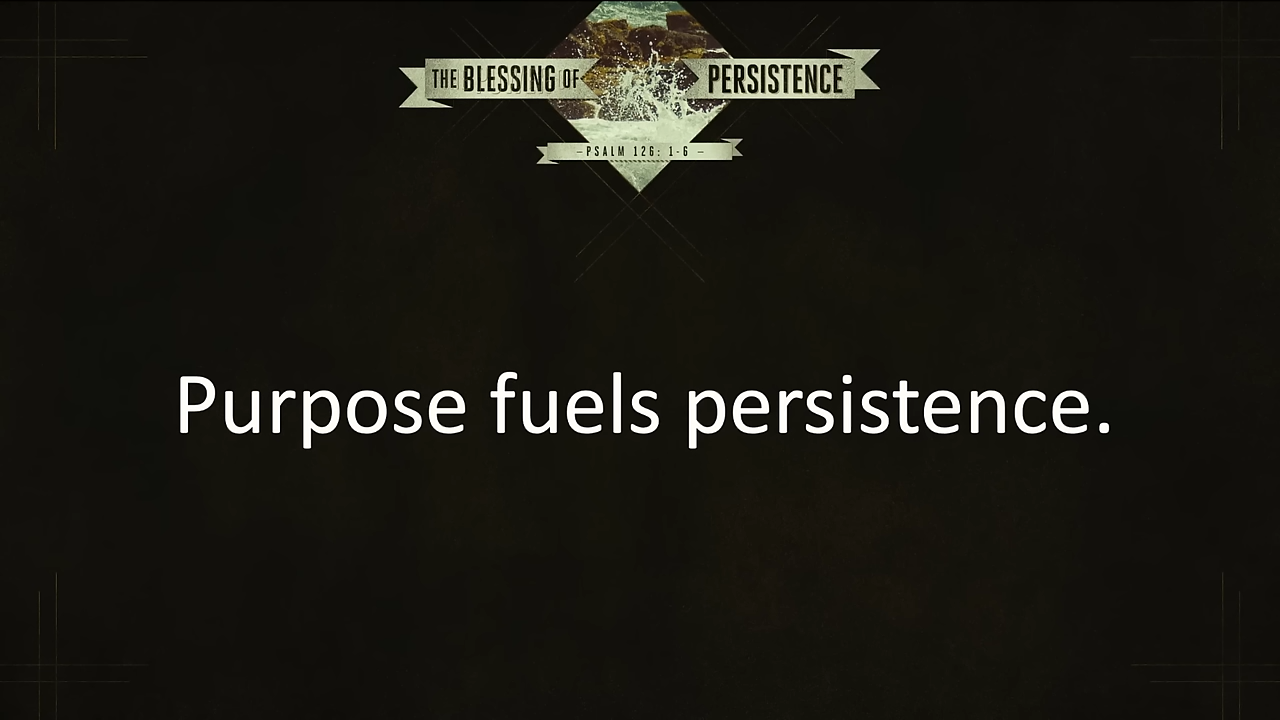 THE BLESSING OF PERSISTENCE
–PSALM 126: 1-6 –
Purpose fuels persistence.